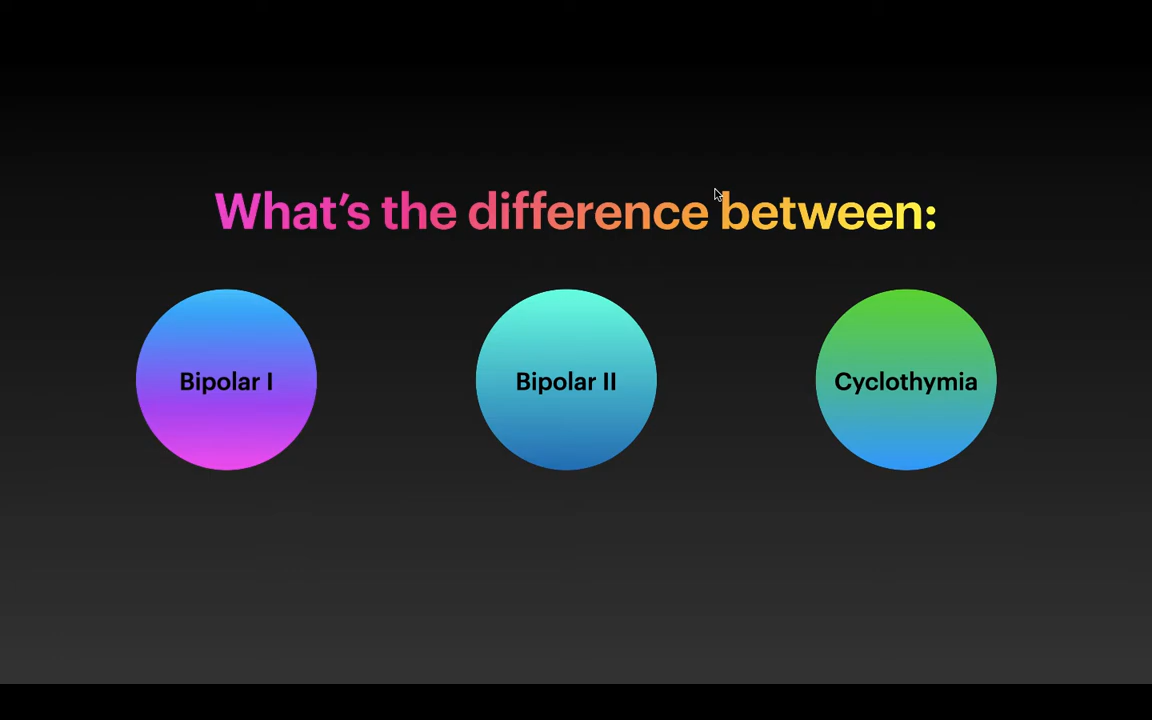 What’s the difference between:
Bipolar I
Bipolar II
Cyclothymia